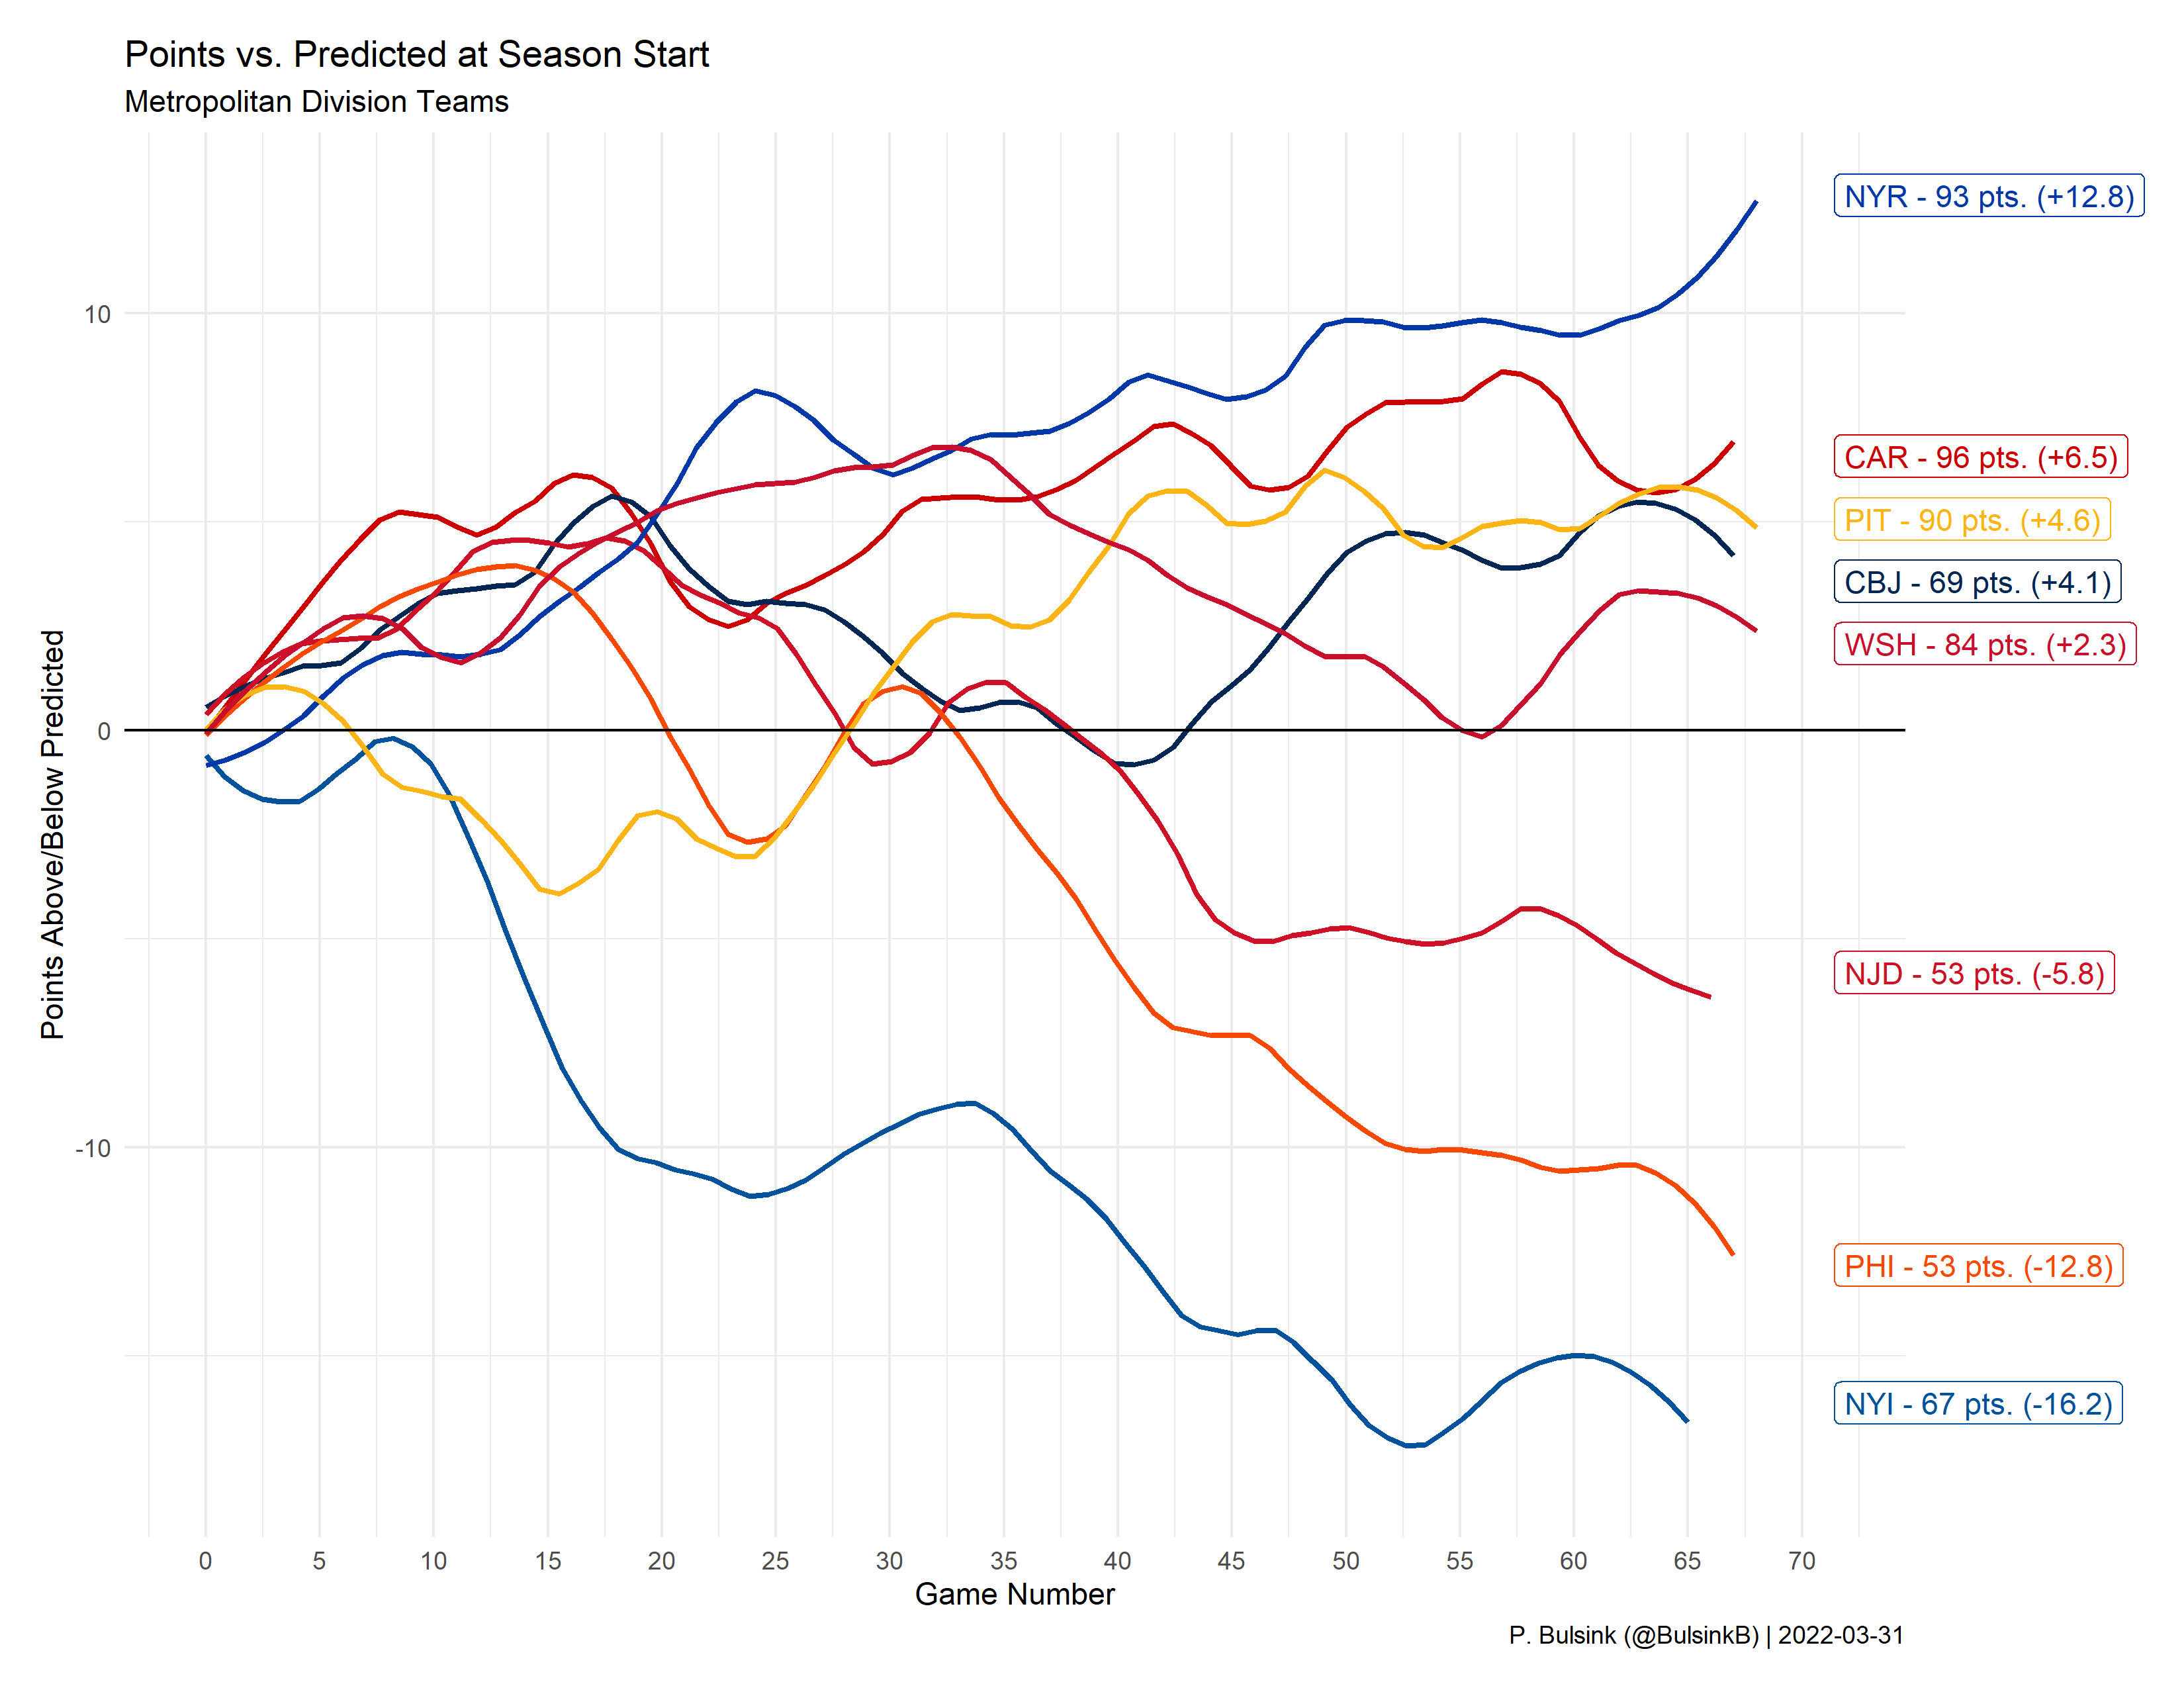 Points vs. Predicted at Season Start
Metropolitan Division Teams
Points Above/Below Predicted
10
0
-10
NYR - 93 pts. (+12.8)
CAR - 96 pts. (+6.5)
PIT - 90 pts. (+4.6)
CBJ - 69 pts. (+4.1)
WSH - 84 pts. (+2.3)
NJD - 53 pts. (-5.8)
PHI - 53 pts. (-12.8)
NYI - 67 pts. (-16.2)
0 5 10 15 20 25 30 35 40 45 50 55 60 65 70
Game Number
P. Bulsink (@BulsinkB) | 2022-03-31